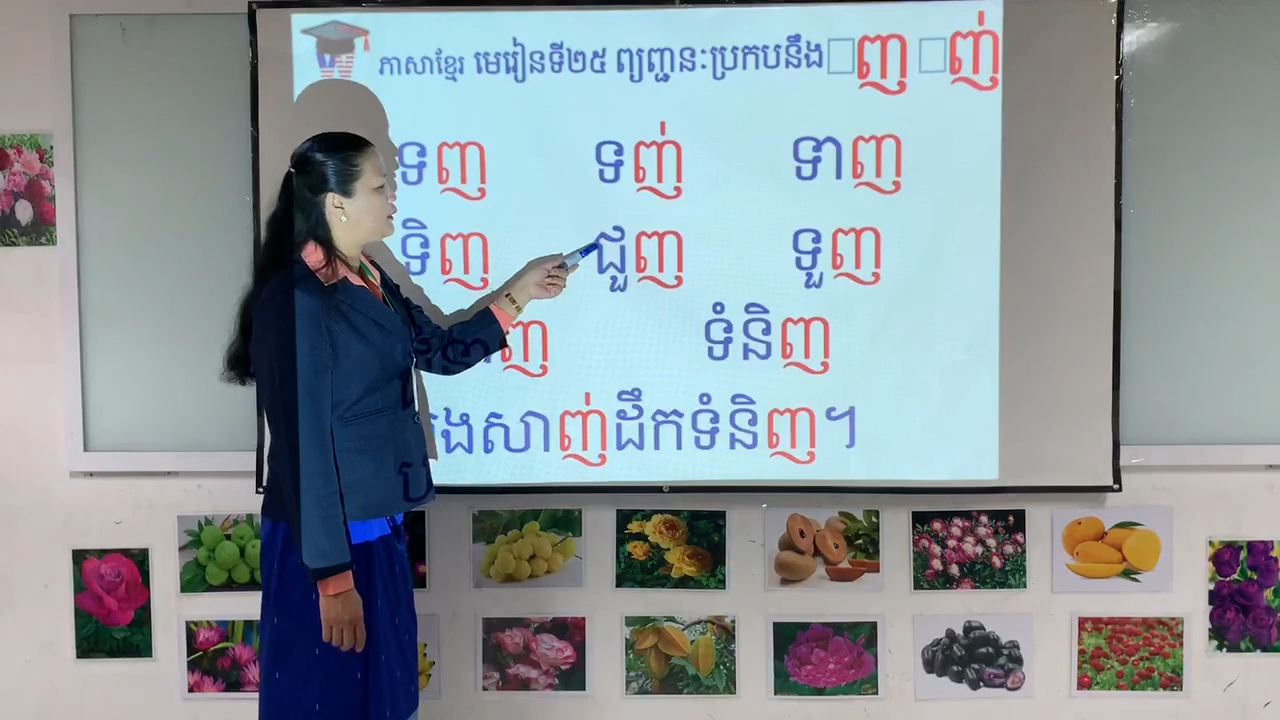 ភាសាខ្មែរ មេរៀនទី២៥ ព្យញ្ជនៈប្រកបនឹង□ញ □ញ់
ទញ ទញ់ ទាញ
ទិញ ជួញ ទួញ
ទំនិញ
សាញ់ដឹកទំនិញ។